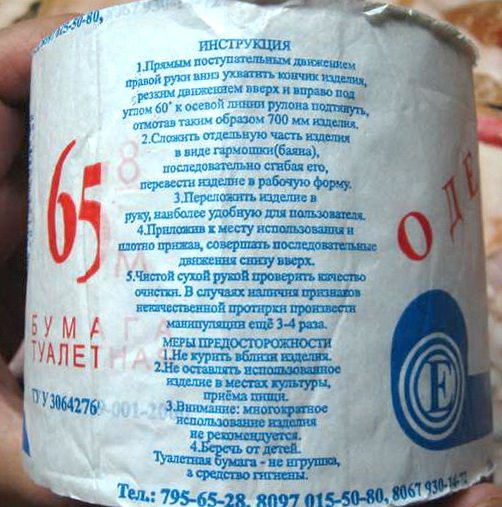 015-50-80,
ИНСТРУКЦИЯ
1.Прямым поступательным движением
правой руки вниз ухватить кончик изделия,
резким движением вверх и вправо под
углом 60° к осевой линии рулона подтянуть,
отмотав таким образом 700 мм изделия.
2.Сложить отдельную часть изделия
в виде гармошки(баяна),
последовательно сгибая его,
перевести изделие в рабочую форму.
3.Переложить изделие в
руку, наиболее удобную для пользователя.
4.Приложив к месту использования и
плотно прижав, совершать последовательные
движения снизу вверх.
5.Чистой сухой рукой проверить качество
очистки. В случаях наличия признаков
некачественной протирки произвести
манипуляции ещё 3-4 раза.
МЕРЫ ПРЕДОСТОРОЖНОСТИ
1.Не курить вблизи изделия.
2.Не оставлять использованное
изделие в местах культуры,
приёма пищи.
3.Внимание: многократное
использование изделия
не рекомендуется.
4.Беречь от детей.
Туалетная бумага - не игрушка,
а средство гигиены.
Тел.: 795-65-28, 8097 015-50-80, 8067 930-14-72
65
8
м
БУМАГА
ТУАЛЕТНАЯ
ТУ У 30642769-001-20
ОДЕ
Е